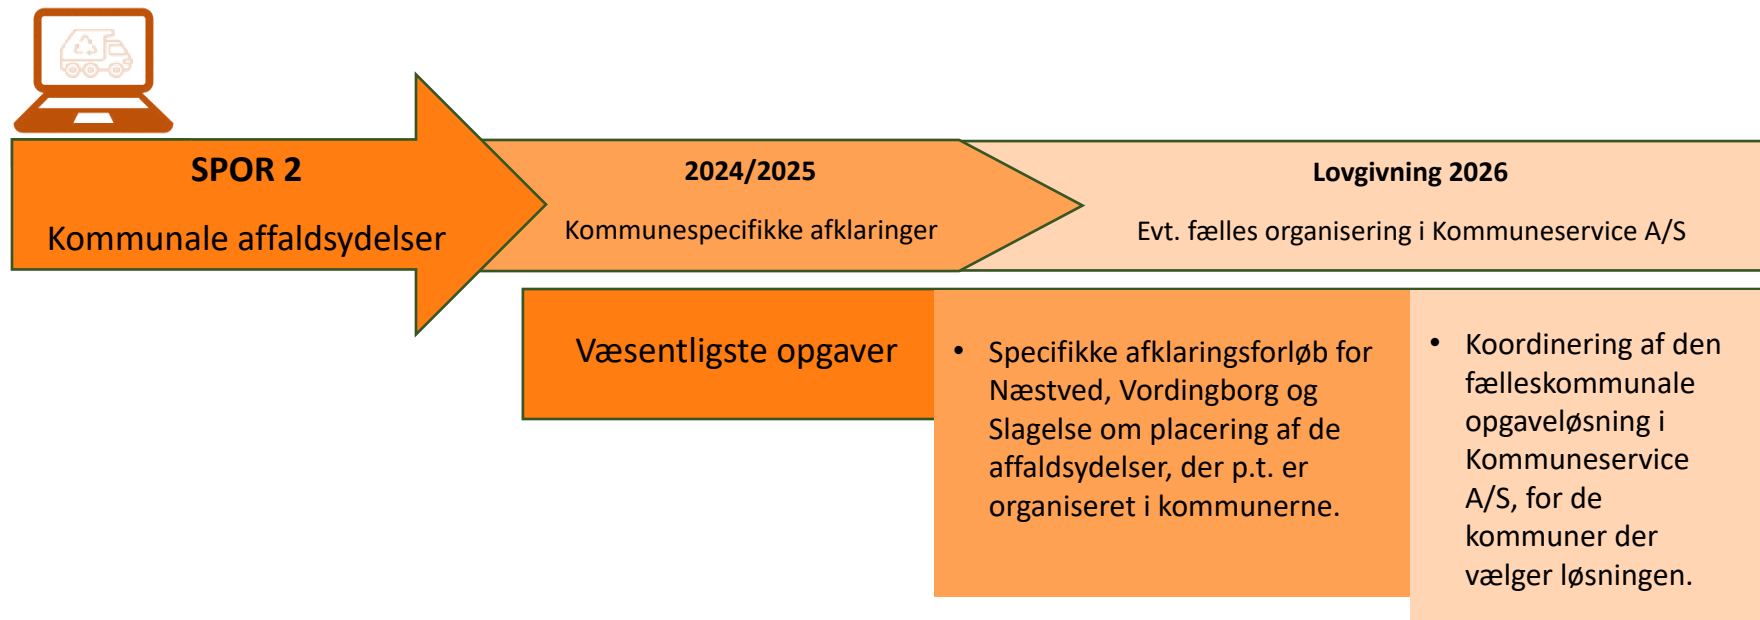 SPOR 2
Kommunale affaldsydelser
2024/2025
Kommunespecifikke afklaringer
Lovgivning 2026
Evt. fælles organisering i Kommuneservice A/S
Væsentligste opgaver
• Specifikke afklaringsforløb for
Næstved, Vordingborg og
Slagelse om placering af de
affaldsydelser, der p.t. er
organiseret i kommunerne.
• Koordinering af den
fælleskommunale
opgaveløsning i
Kommuneservice
A/S, for de
kommuner der
vælger løsningen.